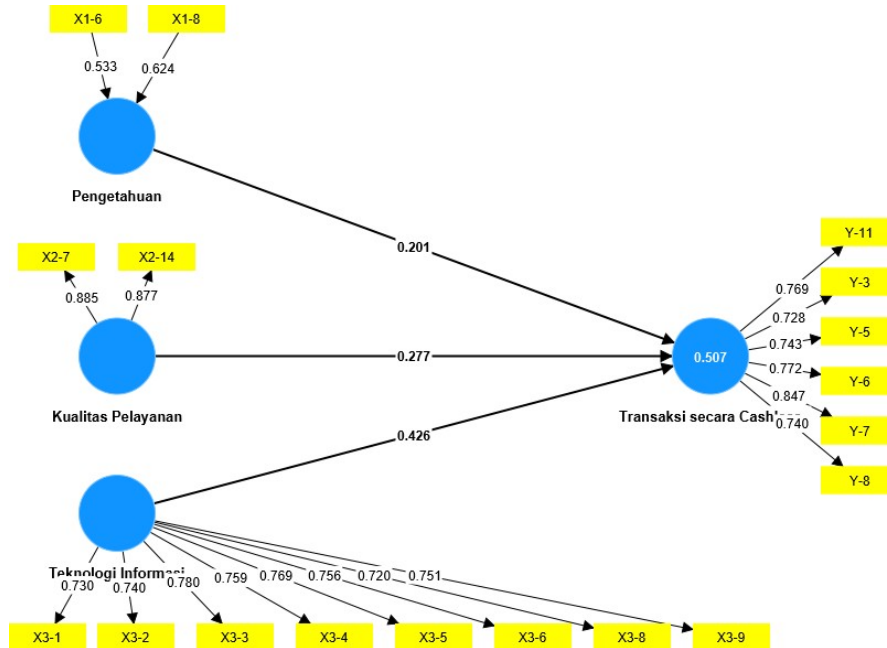 X1-6 X1-8
0.533 0.624
Pengetahuan
0.201
X2-7 X2-14
0.885 0.877
Kualitas Pelayanan
0.277
0.426
Y-11
0.769
Y-3
0.728
Y-5
0.743
0.507
0.772
Y-6
0.847
Transaksi secara
0.740
Y-7
Y-8
Teknologi Informasi
0.730 0.740 0.780 0.759 0.769 0.756 0.720 0.751
X3-1 X3-2 X3-3 X3-4 X3-5 X3-6 X3-8 X3-9